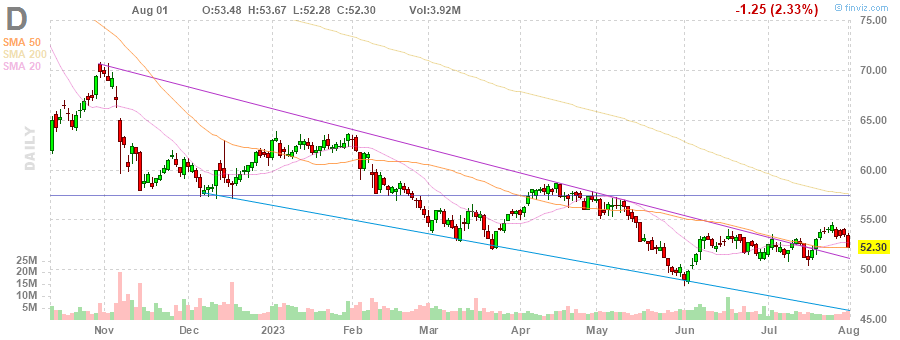 D
Aug 01 O:53.48 H:53.67 L:52.28 C:52.30 Vol:3.92M -1.25 (2.33%)
© finviz.com
SMA 50
SMA 200
SMA 20
DAILY
75.00
70.00
65.00
60.00
55.00
52.30
50.00
45.00
25M
20M
15M
10M
5M
Nov Dec 2023 Feb Mar Apr May Jun Jul Aug